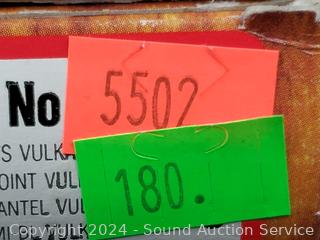 No
5502
S VULKA
OINT VUL
180.
ANTEL VU
Copyright 2024 - Sound Auction Service